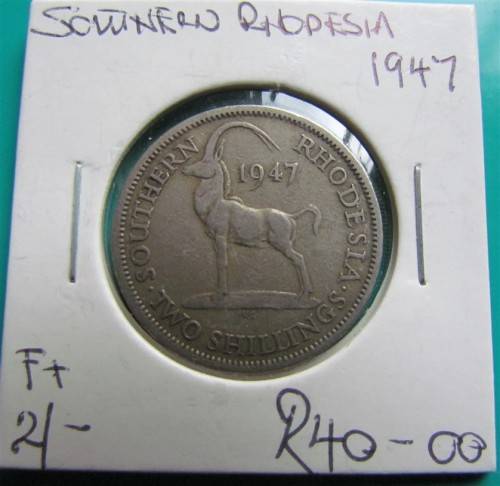 SOUTHERN RHODESIA
1947
SOUTHERN RHODESIA
1947
· TWO SHILLINGS ·
F+
2/-
R40-00